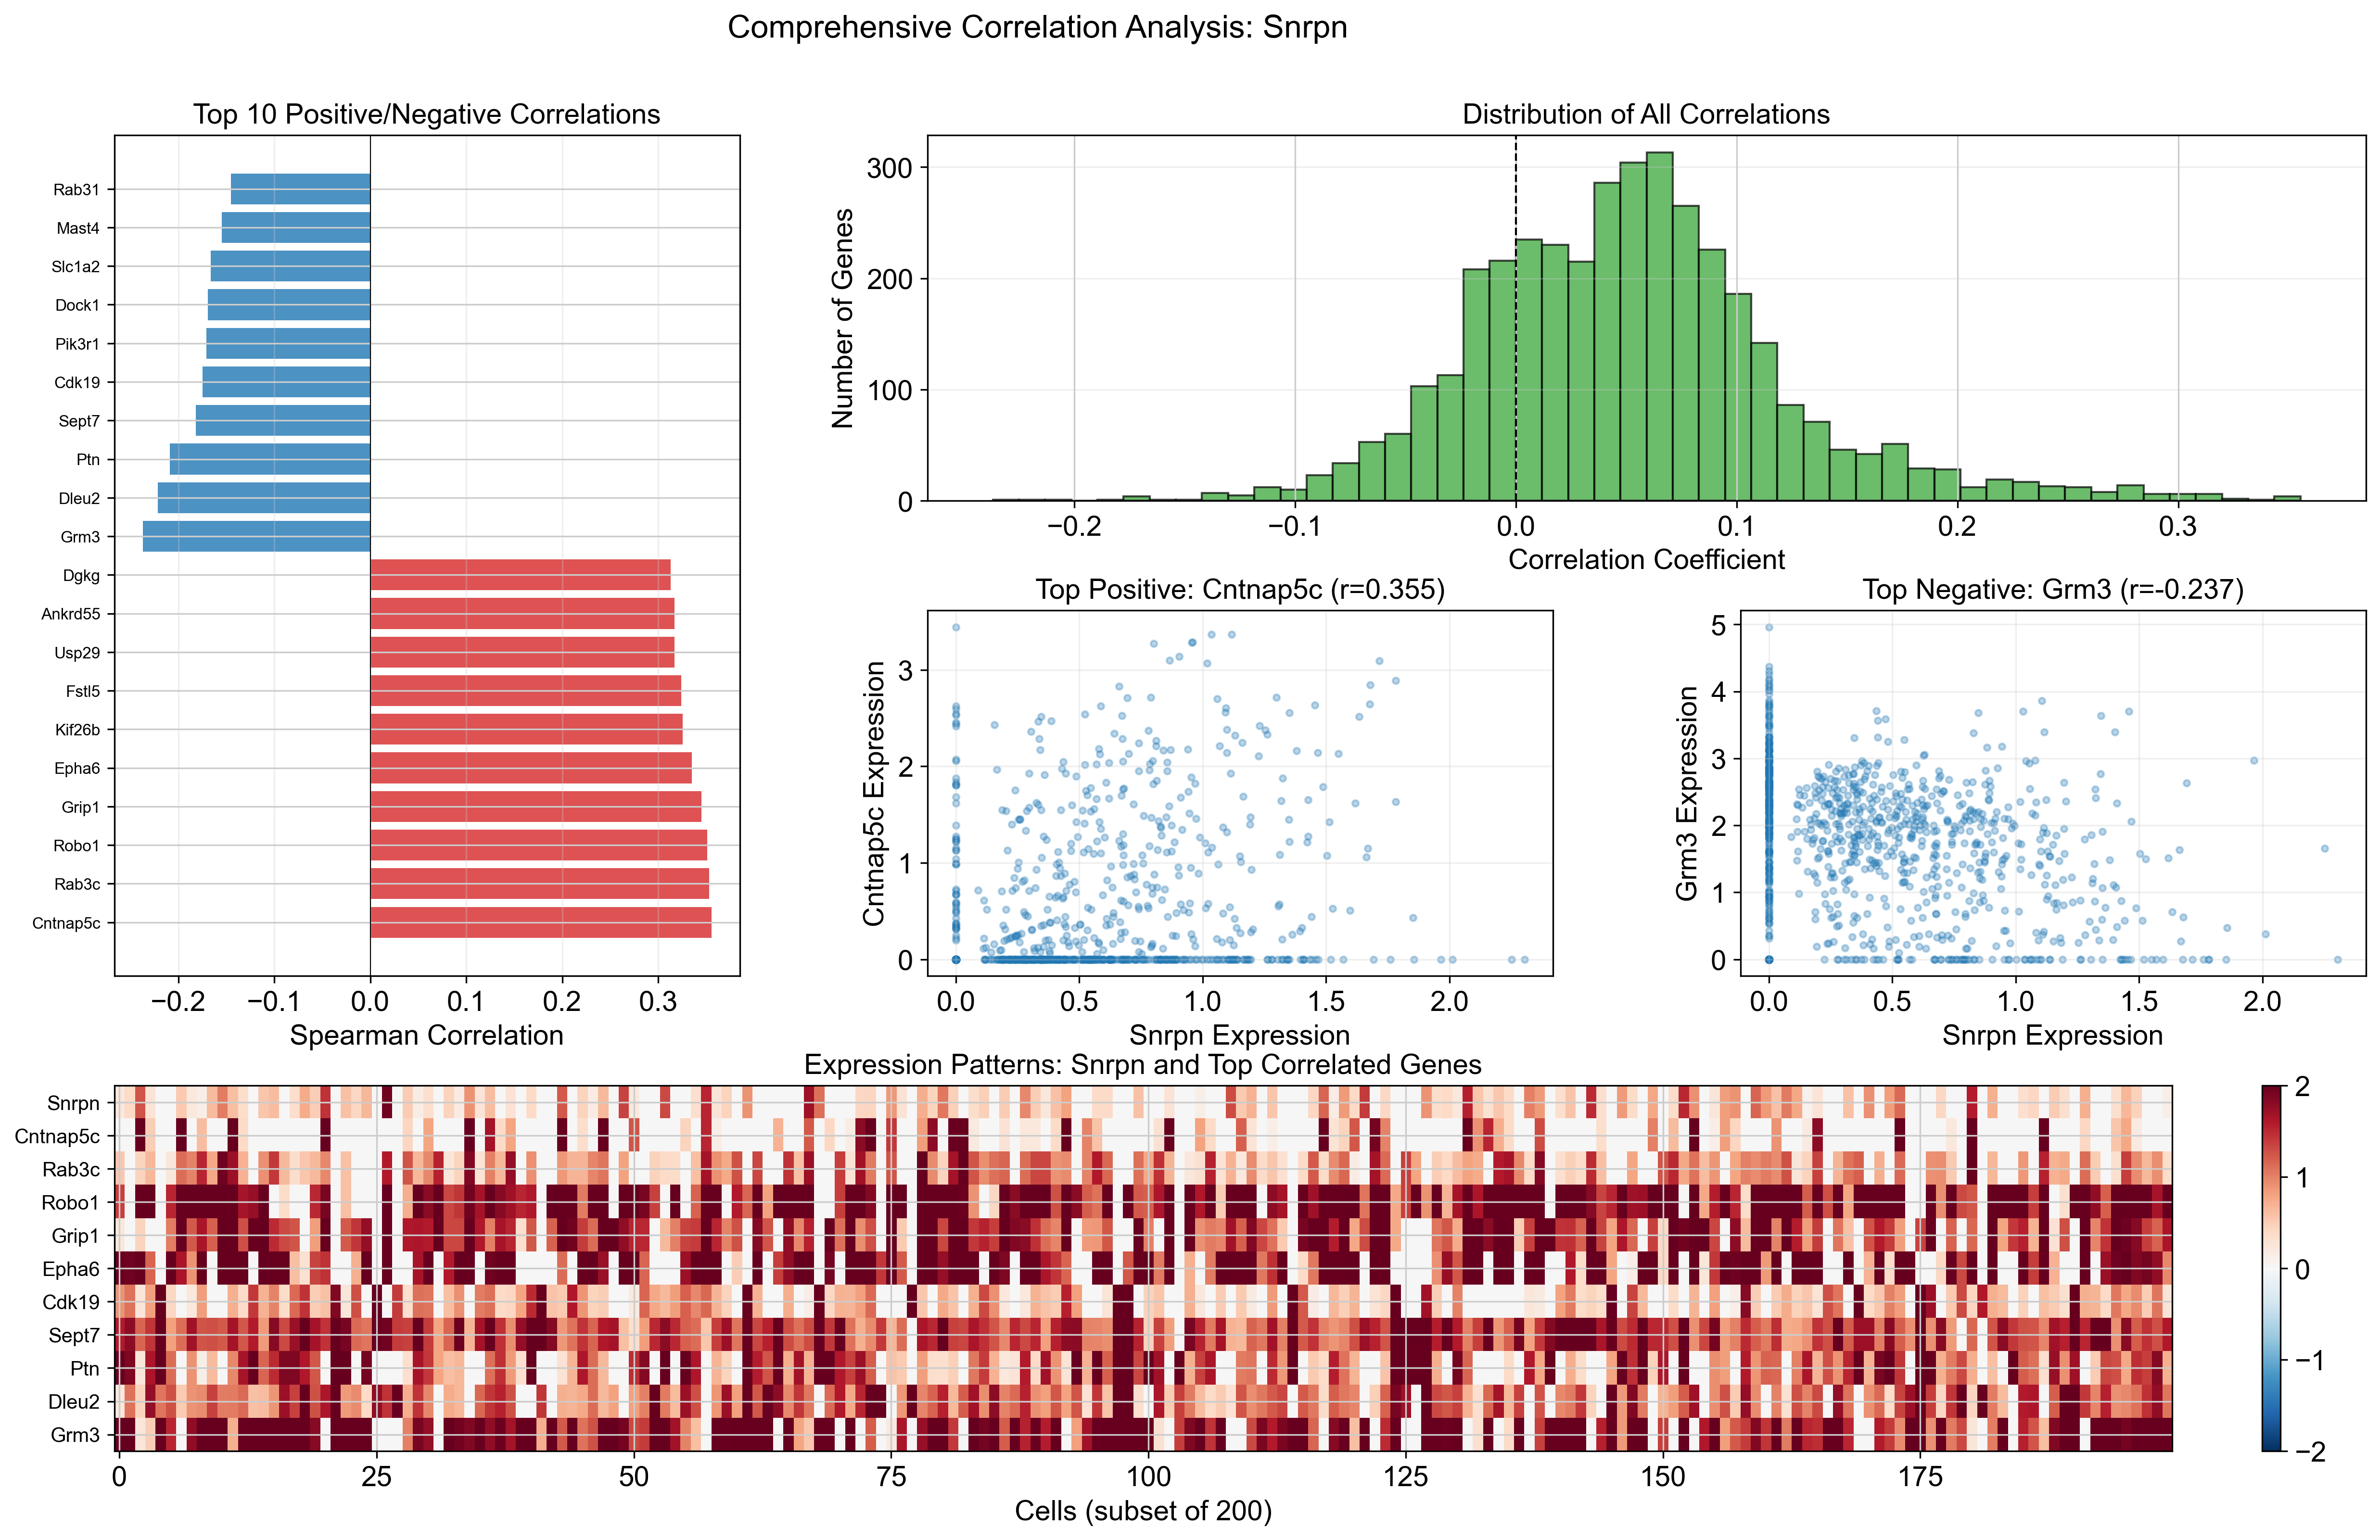 Comprehensive Correlation Analysis: Snrpn
Top 10 Positive/Negative Correlations
Rab31
Mast4
Slc1a2
Dock1
Pik3r1
Cdk19
Sept7
Ptn
Dleu2
Grm3
Dgkg
Ankrd55
Usp29
Fstl5
Kif26b
Epha6
Grip1
Robo1
Rab3c
Cntnap5c
−0.2 −0.1 0.0 0.1 0.2 0.3
Spearman Correlation
Distribution of All Correlations
Number of Genes
300
200
100
0
−0.2 −0.1 0.0 0.1 0.2 0.3
Correlation Coefficient
Top Positive: Cntnap5c (r=0.355)
Cntnap5c Expression
3
2
1
0
0.0 0.5 1.0 1.5 2.0
Snrpn Expression
Top Negative: Grm3 (r=-0.237)
Grm3 Expression
5
4
3
2
1
0
0.0 0.5 1.0 1.5 2.0
Snrpn Expression
Expression Patterns: Snrpn and Top Correlated Genes
Snrpn
Cntnap5c
Rab3c
Robo1
Grip1
Epha6
Cdk19
Sept7
Ptn
Dleu2
Grm3
0 25 50 75 100 125 150 175
Cells (subset of 200)
2
1
0
−1
−2